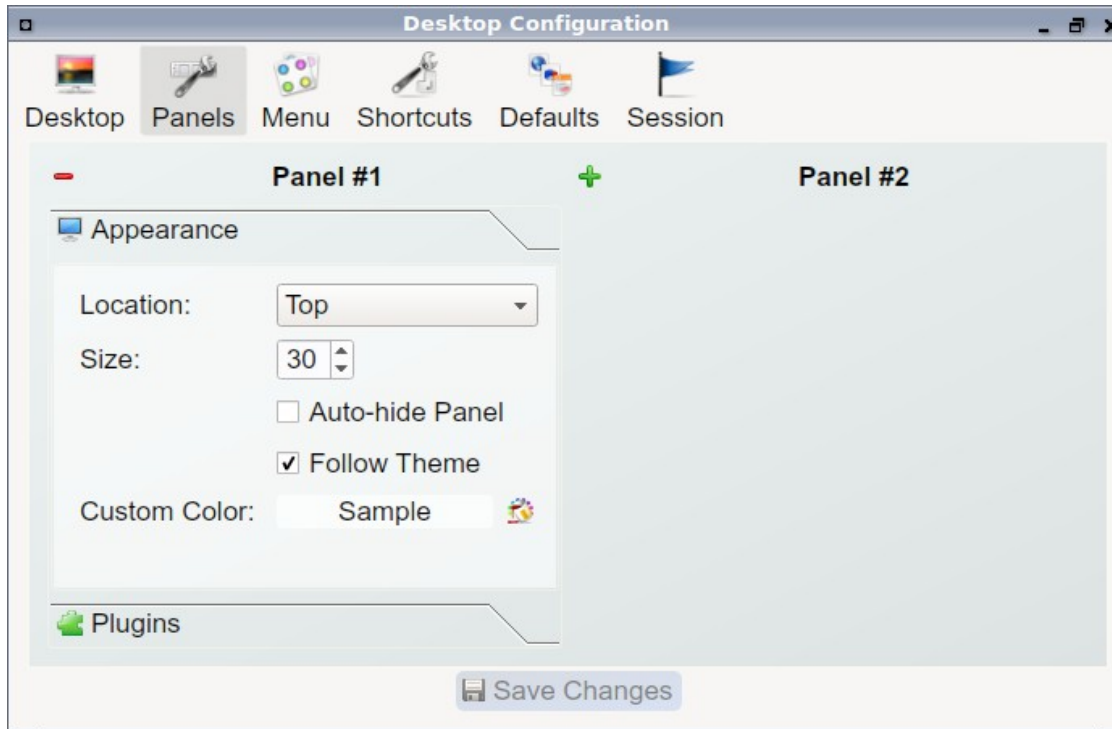 Desktop Configuration
Desktop Panels Menu Shortcuts Defaults Session
Panel #1 Panel #2
Appearance
Location: Top
Size: 30
Auto-hide Panel
Follow Theme
Custom Color: Sample
Plugins
Save Changes